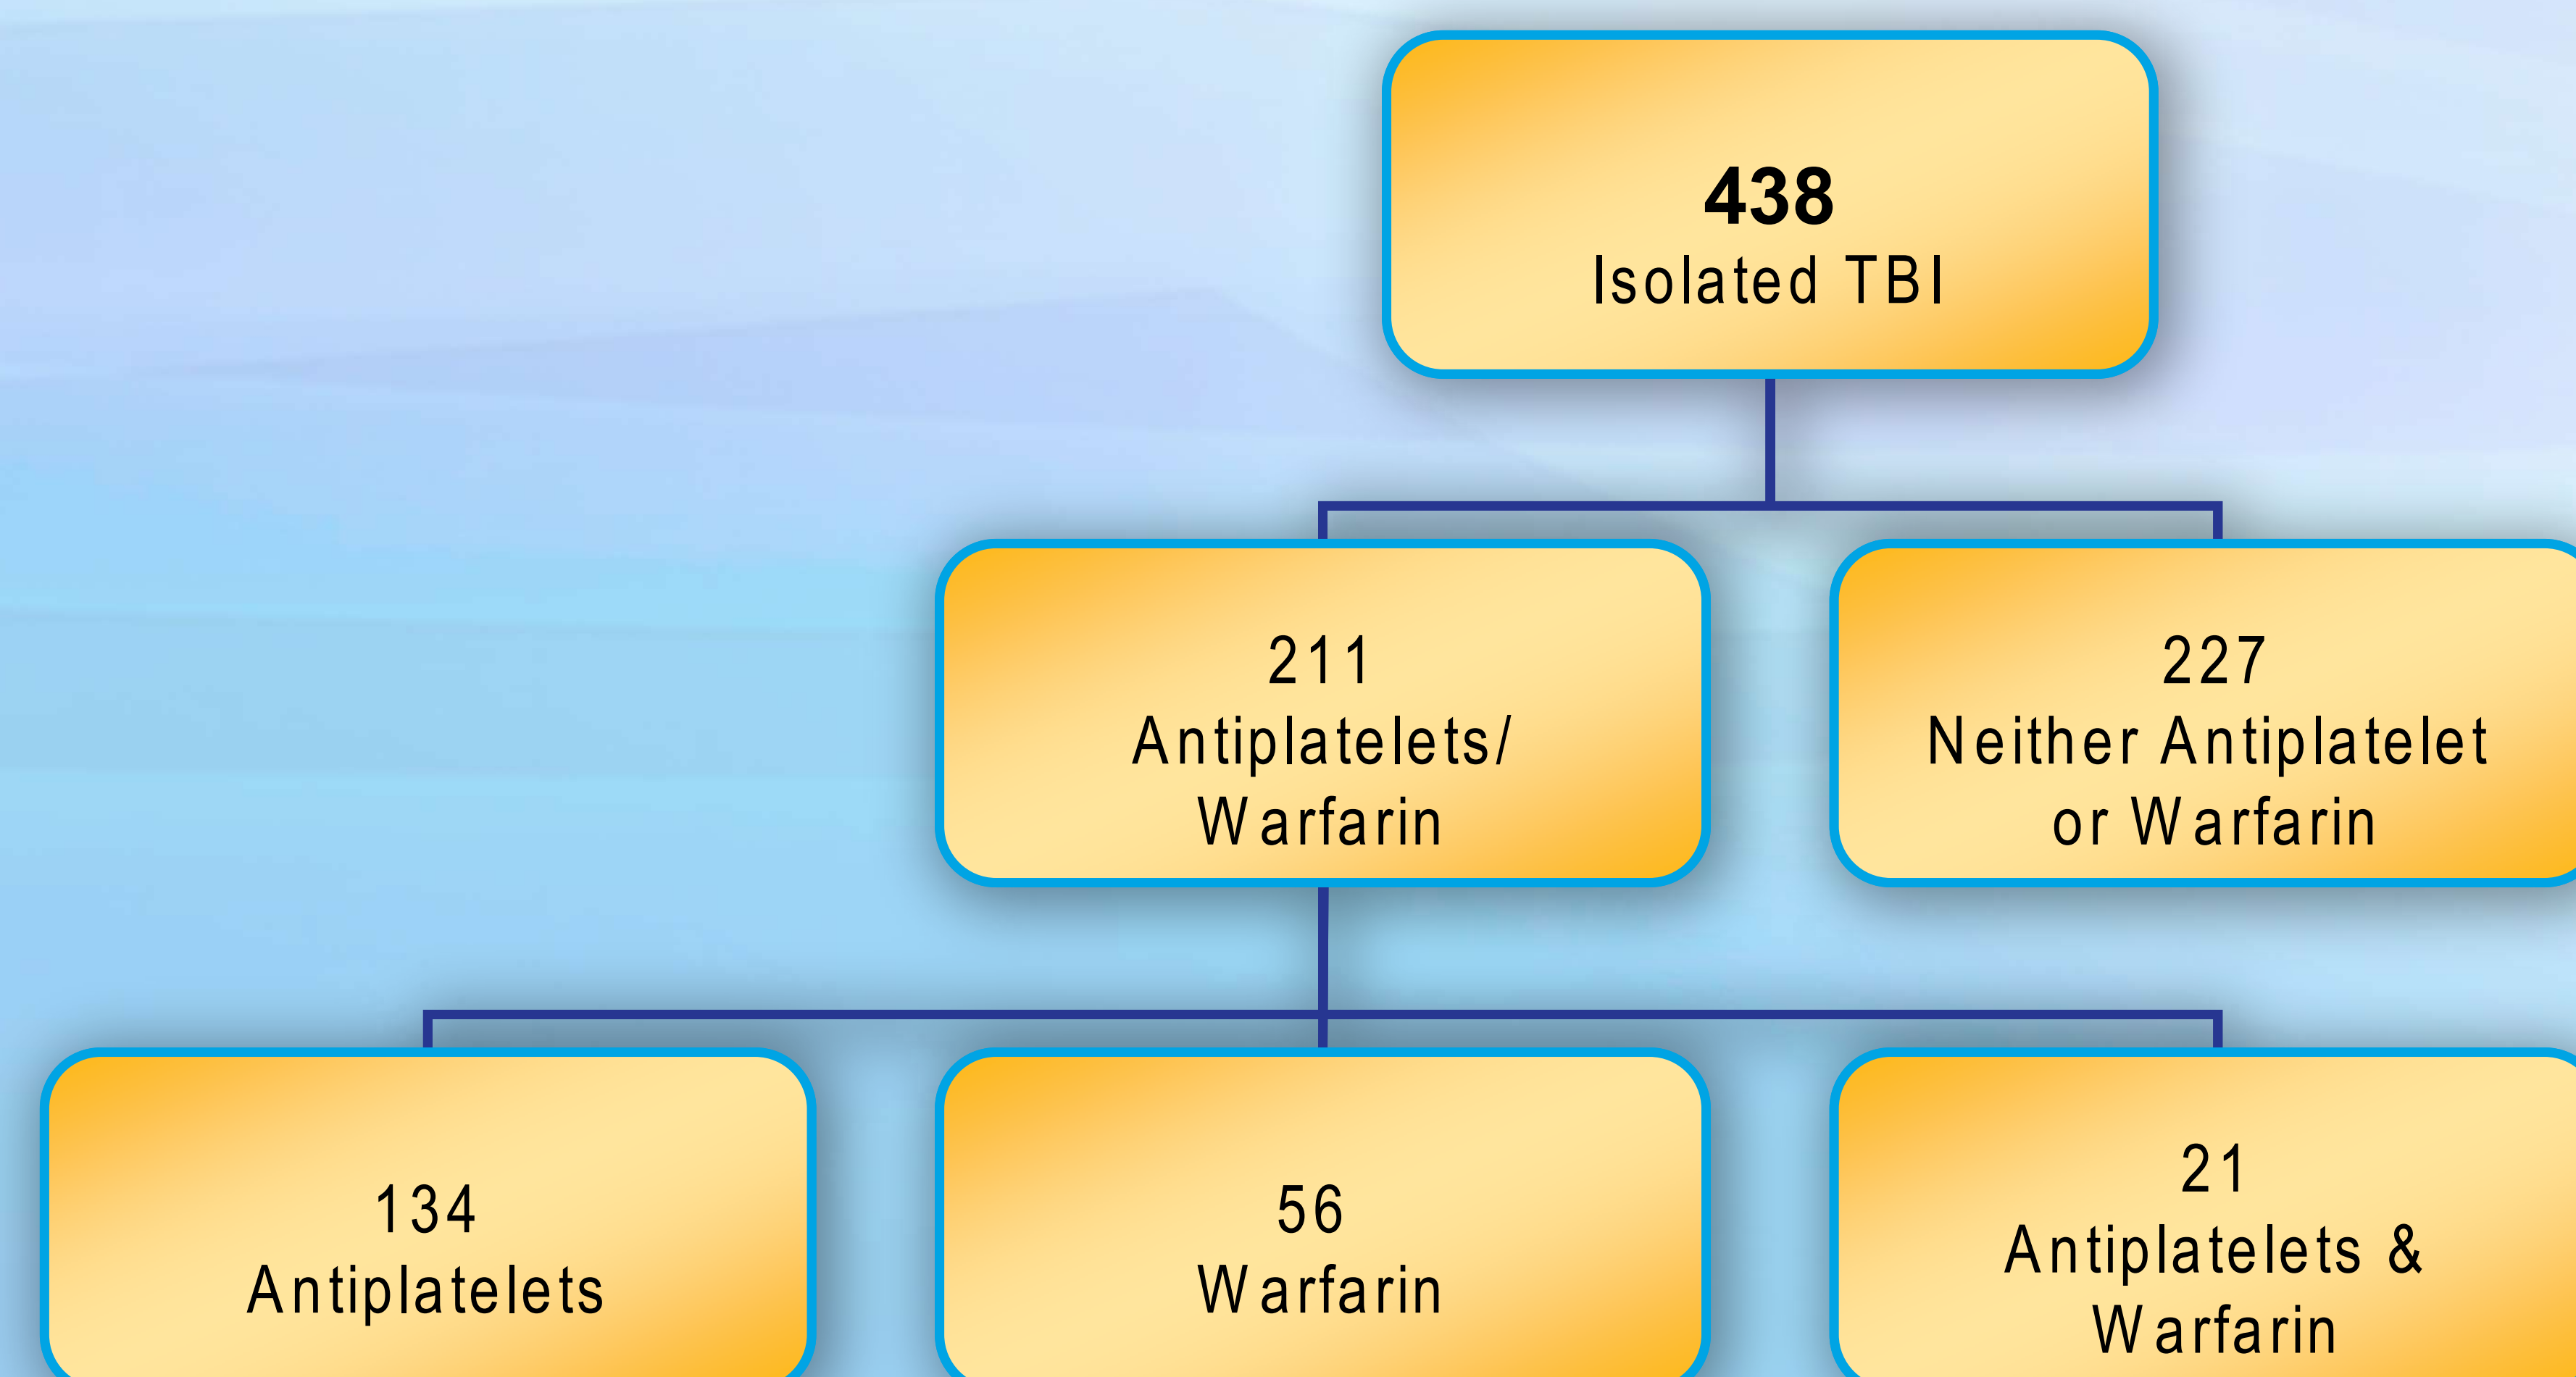 438
Isolated TBI
211
Antiplatelets/
Warfarin
227
Neither Antiplatelet
or Warfarin
134
Antiplatelets
56
Warfarin
21
Antiplatelets &
Warfarin